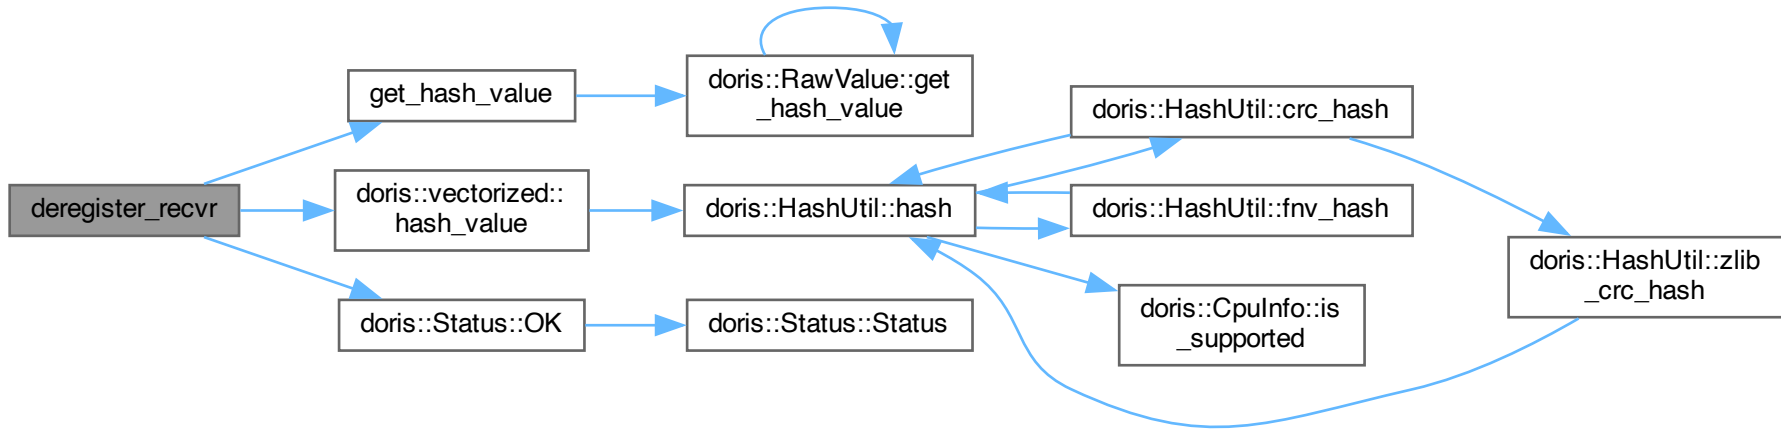 deregister_recvr
get_hash_value
doris::RawValue::get
_hash_value
doris::vectorized::
hash_value
doris::HashUtil::hash
doris::HashUtil::crc_hash
doris::HashUtil::fnv_hash
doris::HashUtil::zlib
_crc_hash
doris::CpuInfo::is
_supported
doris::Status::OK
doris::Status::Status